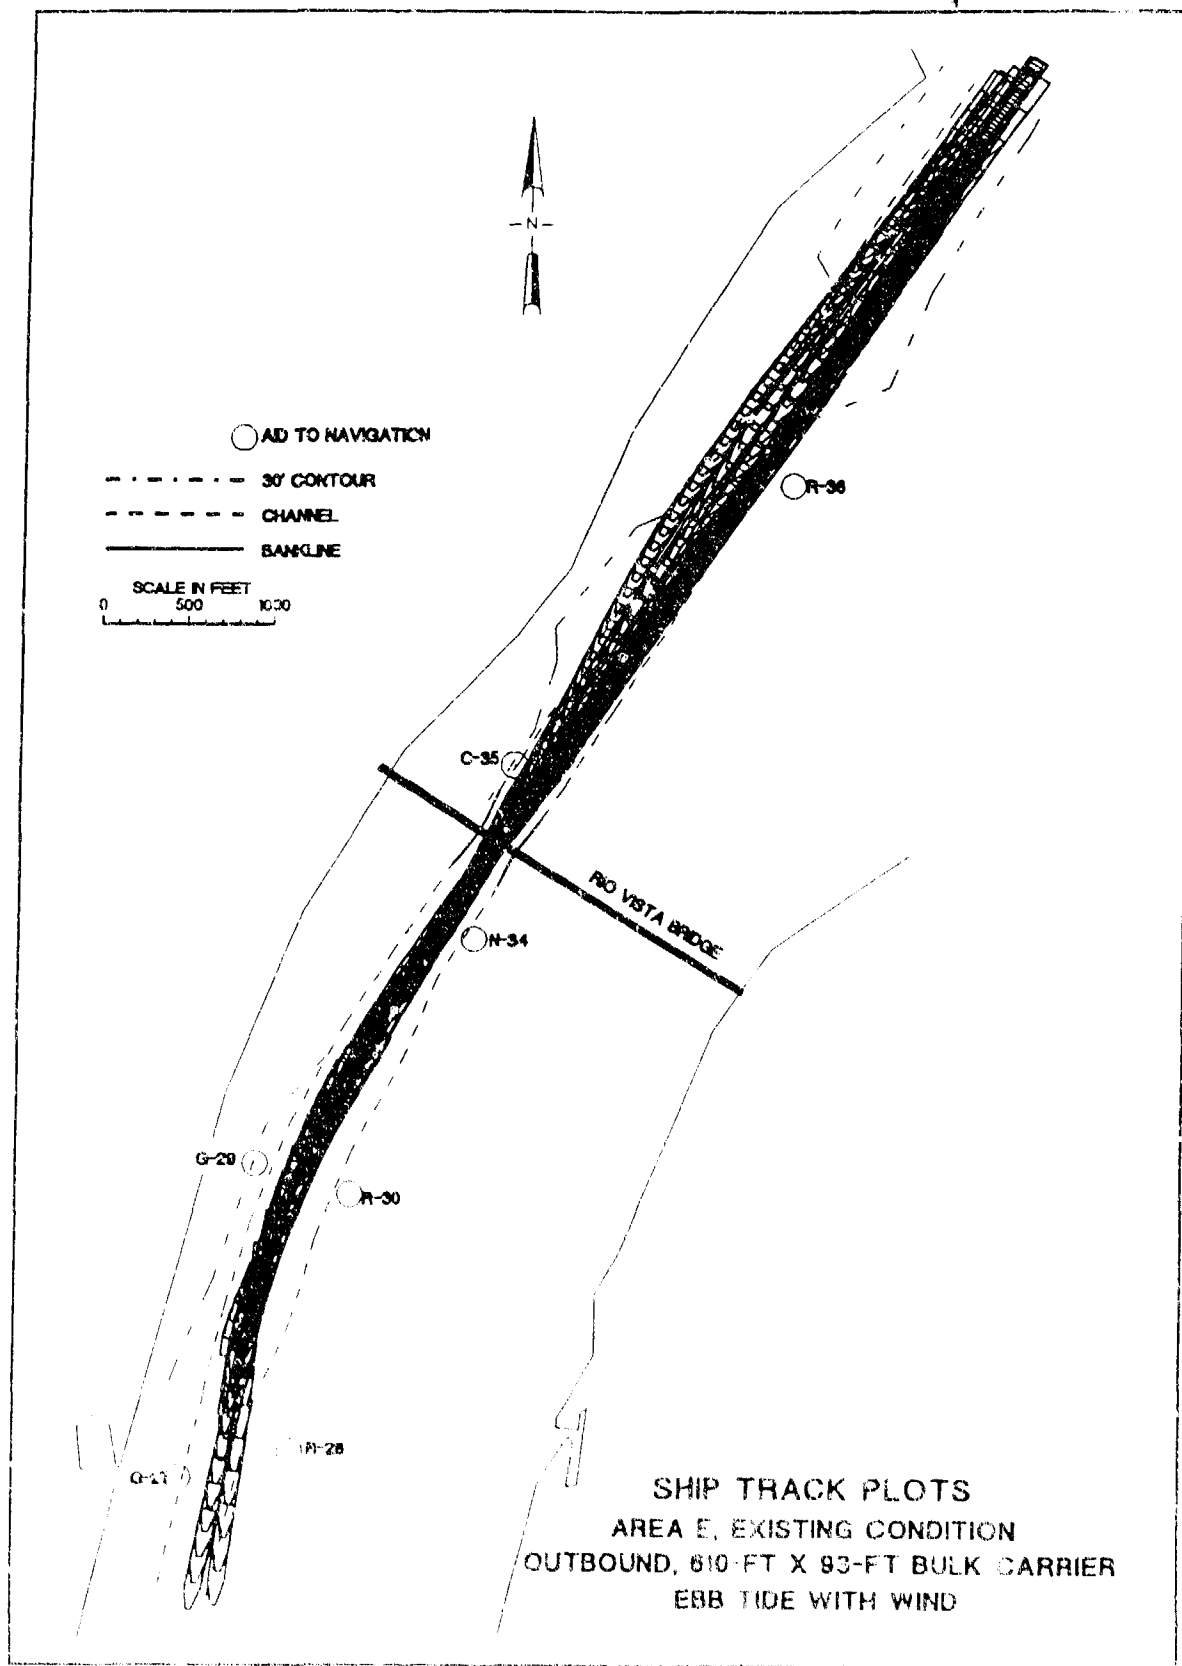 -N-
AID TO NAVIGATION
30' CONTOUR
CHANNEL
BANKLINE
SCALE IN FEET
0 500 1000
R-36
C-35
RIO VISTA BRIDGE
N-34
G-29
R-30
R-28
G-27
SHIP TRACK PLOTS
AREA E, EXISTING CONDITION
OUTBOUND, 610-FT X 93-FT BULK CARRIER
EBB TIDE WITH WIND